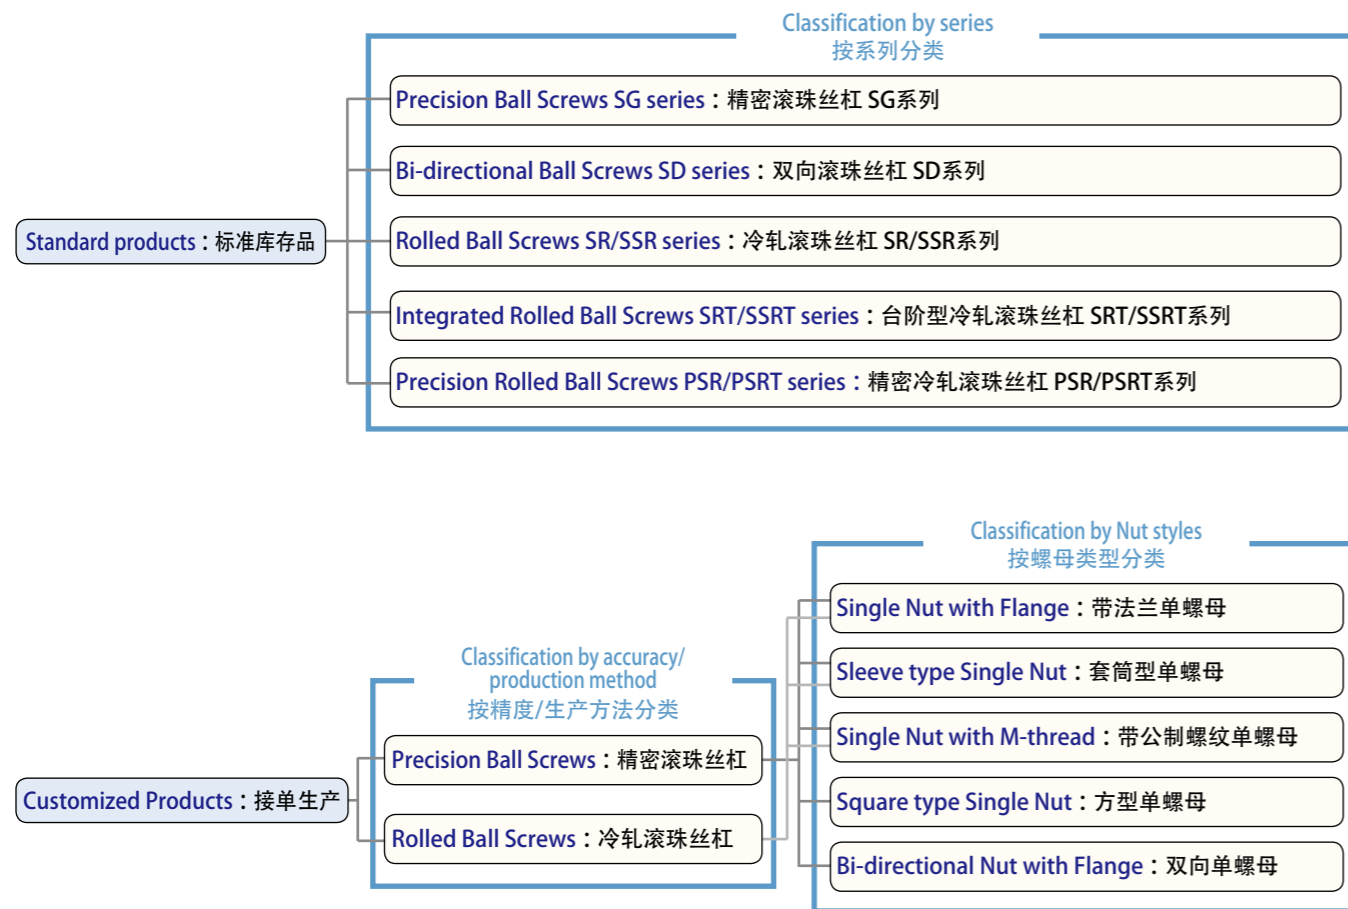 Classification by series
按系列分类
Precision Ball Screws SG series：精密滚珠丝杠 SG系列
Bi-directional Ball Screws SD series：双向滚珠丝杠 SD系列
Standard products：标准库存品
Rolled Ball Screws SR/SSR series：冷轧滚珠丝杠 SR/SSR系列
Integrated Rolled Ball Screws SRT/SSRT series：台阶型冷轧滚珠丝杠 SRT/SSRT系列
Precision Rolled Ball Screws PSR/PSRT series：精密冷轧滚珠丝杠 PSR/PSRT系列
Classification by Nut styles
按螺母类型分类
Single Nut with Flange：带法兰单螺母
Classification by accuracy/
production method
按精度/生产方法分类
Sleeve type Single Nut：套筒型单螺母
Single Nut with M-thread：带公制螺纹单螺母
Precision Ball Screws：精密滚珠丝杠
Customized Products：接单生产
Square type Single Nut：方型单螺母
Rolled Ball Screws：冷轧滚珠丝杠
Bi-directional Nut with Flange：双向单螺母